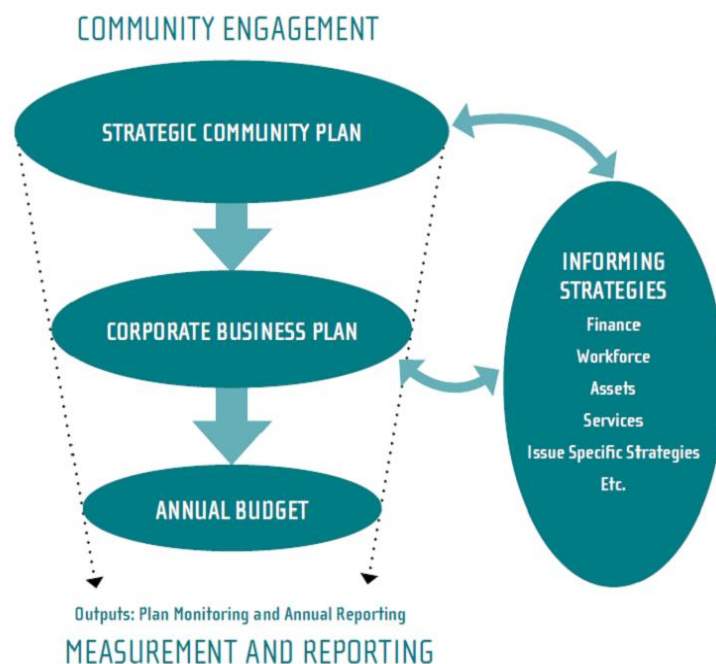 COMMUNITY ENGAGEMENT
STRATEGIC COMMUNITY PLAN
CORPORATE BUSINESS PLAN
ANNUAL BUDGET
INFORMING
STRATEGIES
Finance
Workforce
Assets
Services
Issue Specific Strategies
Etc.
Outputs: Plan Monitoring and Annual Reporting
MEASUREMENT AND REPORTING